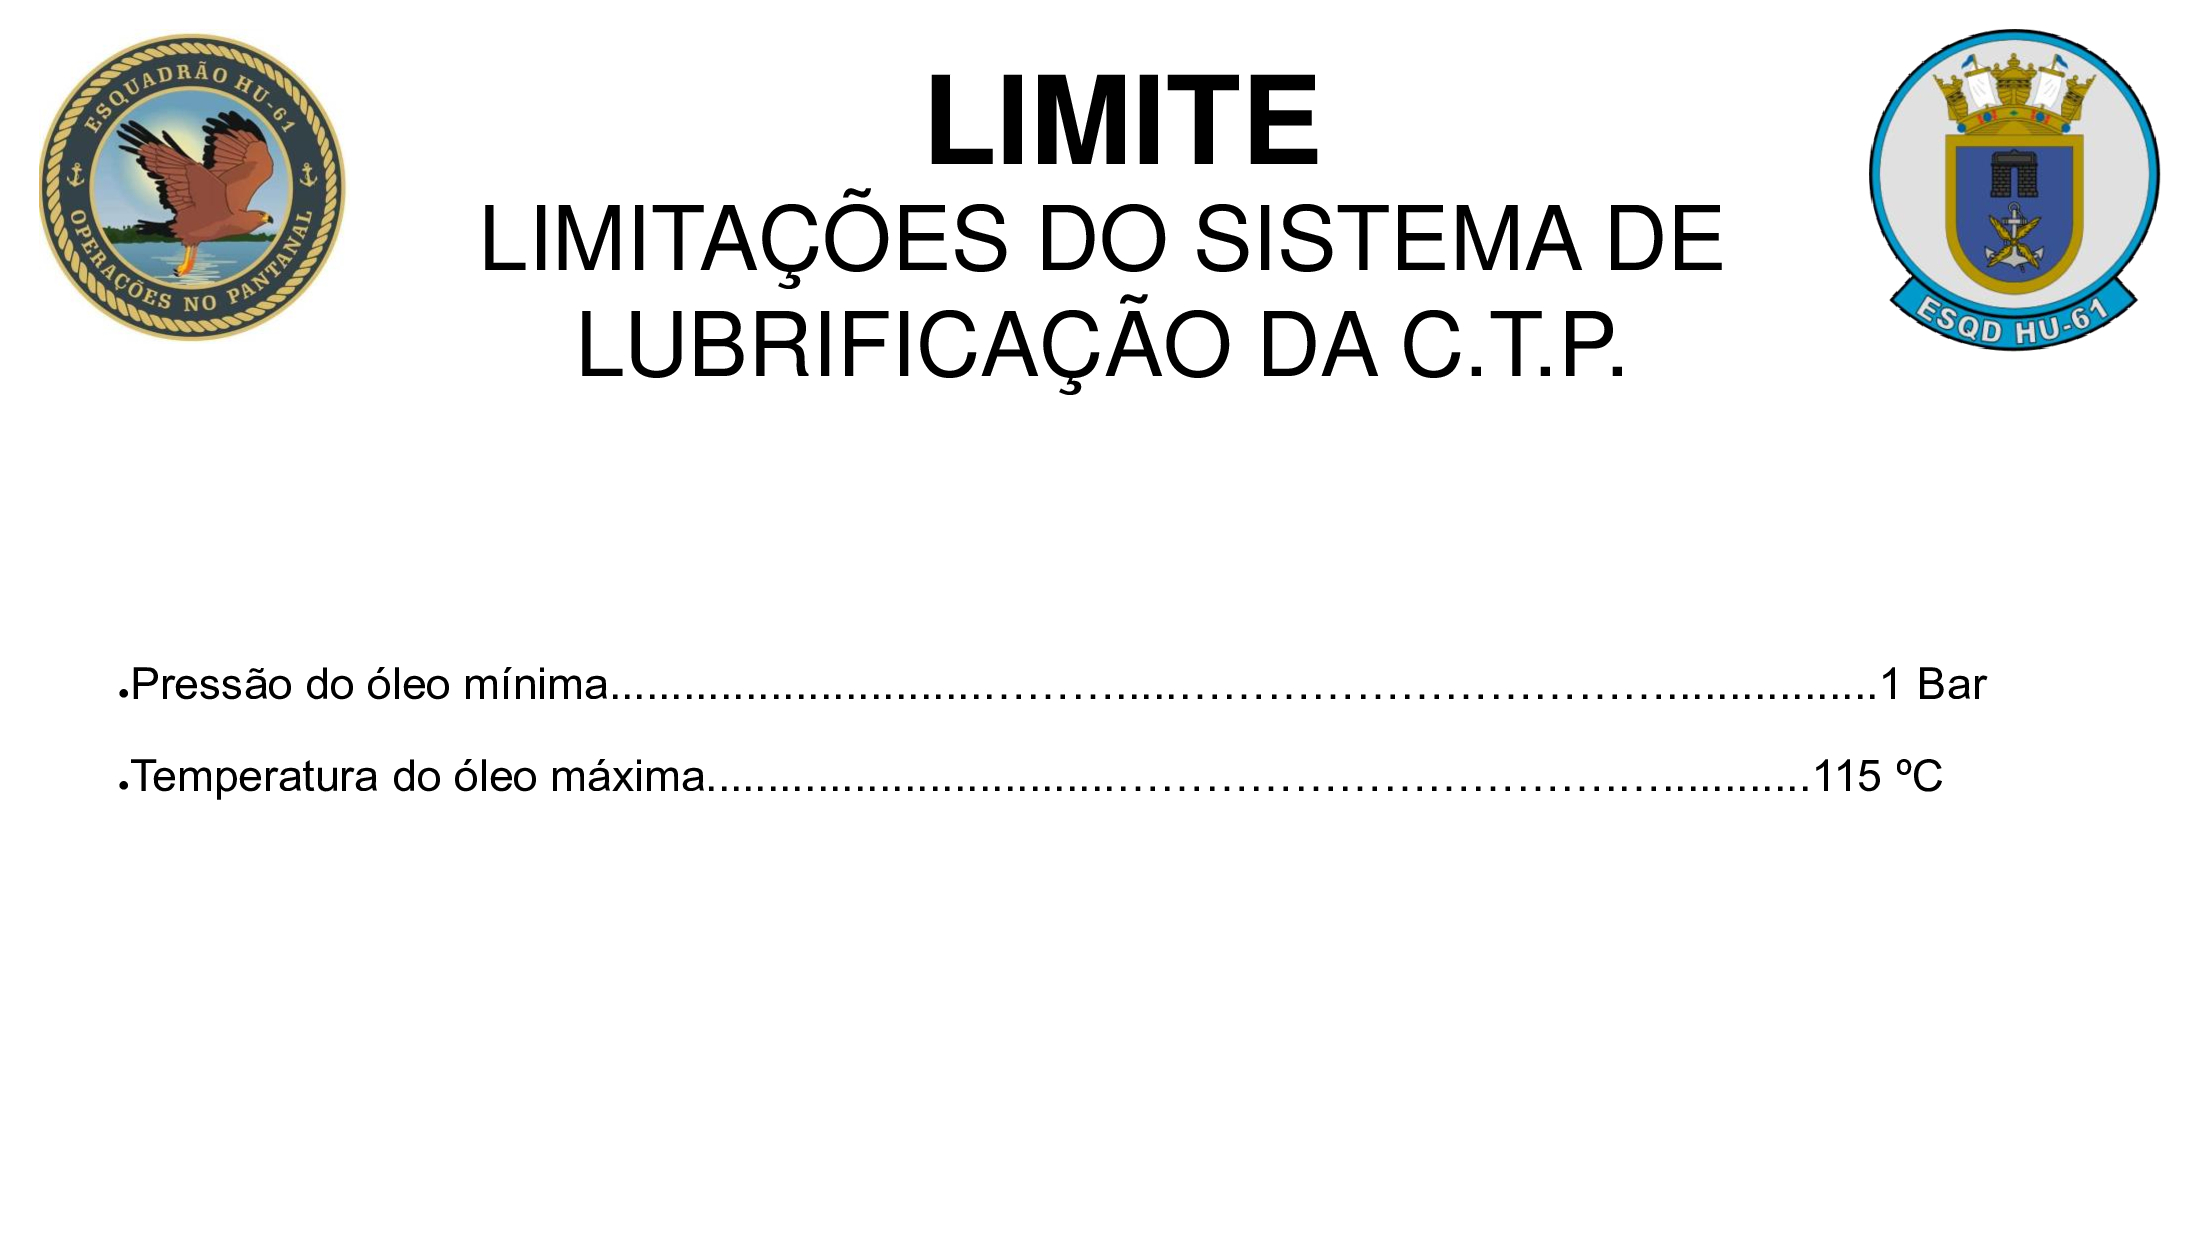 ESQUADRÃO HU-61
OPERAÇÕES NO PANTANAL
LIMITE
LIMITAÇÕES DO SISTEMA DE
LUBRIFICAÇÃO DA C.T.P.
ESQD HU-61
●Pressão do óleo mínima..............................……….....……………………………….................1 Bar
●Temperatura do óleo máxima.................................………………………………..…............115 ºC